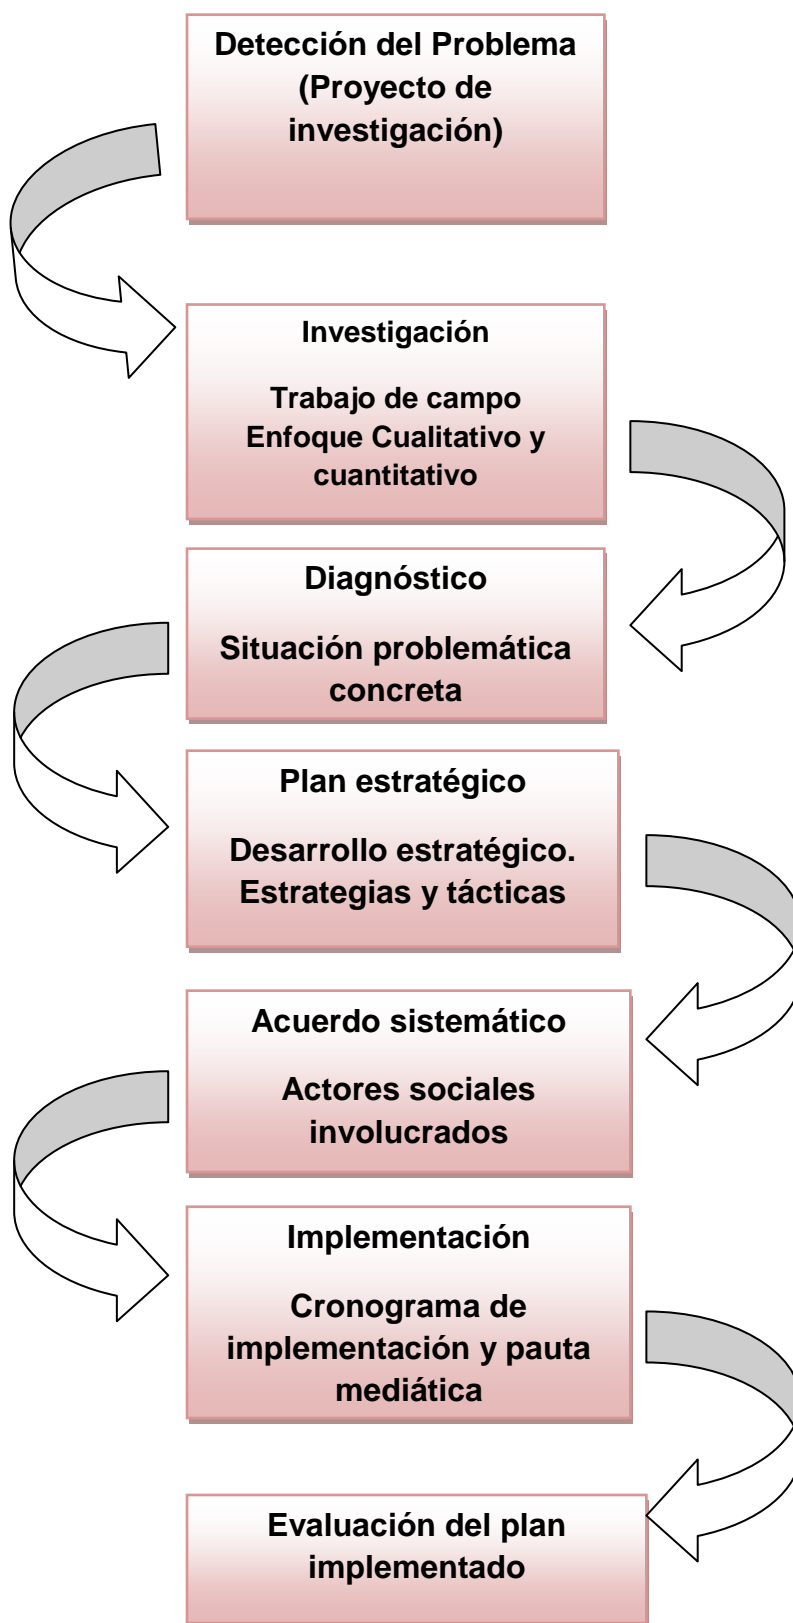 Detección del Problema
(Proyecto de
investigación)
Investigación
Trabajo de campo
Enfoque Cualitativo y
cuantitativo
Diagnóstico
Situación problemática
concreta
Plan estratégico
Desarrollo estratégico.
Estrategias y tácticas
Acuerdo sistemático
Actores sociales
involucrados
Implementación
Cronograma de
implementación y pauta
mediática
Evaluación del plan
implementado